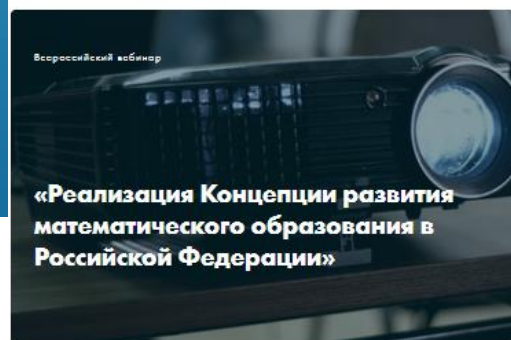 Всероссийский вебинар
«Реализация Концепции развития
математического образования в
Российской Федерации»